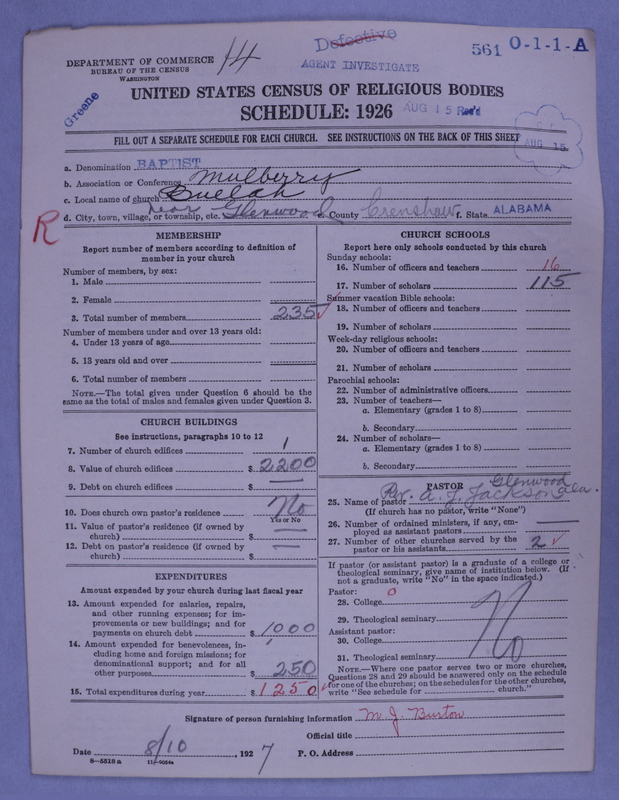 DEPARTMENT OF COMMERCE
BUREAU OF THE CENSUS
WASHINGTON
14
Defective
AGENT INVESTIGATE
561 O-1-1-A
Greene
UNITED STATES CENSUS OF RELIGIOUS BODIES
SCHEDULE: 1926
AUG 15 Rec'd
FILL OUT A SEPARATE SCHEDULE FOR EACH CHURCH. SEE INSTRUCTIONS ON THE BACK OF THIS SHEET
AUG 15
a. Denomination BAPTIST
b. Association or Conference Mulberry
c. Local name of church Buelah
d. City, town, village, or township, etc. near Glenwood e. County Crenshaw f. State ALABAMA
R
MEMBERSHIP
Report number of members according to definition of
member in your church
Number of members, by sex:
1. Male
2. Female
3. Total number of members 235
Number of members under and over 13 years old:
4. Under 13 years of age
5. 13 years old and over
6. Total number of members
NOTE.—The total given under Question 6 should be the
same as the total of males and females given under Question 3.
CHURCH BUILDINGS
See instructions, paragraphs 10 to 12
7. Number of church edifices 1
8. Value of church edifices $ 2200
9. Debt on church edifices $ —
10. Does church own pastor's residence No
Yes or No
11. Value of pastor's residence (if owned by
church) $ —
12. Debt on pastor's residence (if owned by
church) $
EXPENDITURES
Amount expended by your church during last fiscal year
13. Amount expended for salaries, repairs,
and other running expenses; for im-
provements or new buildings; and for
payments on church debt $ 1000
14. Amount expended for benevolences, in-
cluding home and foreign missions; for
denominational support; and for all
other purposes $ 250
15. Total expenditures during year $ 1250
CHURCH SCHOOLS
Report here only schools conducted by this church
Sunday schools:
16. Number of officers and teachers 16
17. Number of scholars 115
Summer vacation Bible schools:
18. Number of officers and teachers
19. Number of scholars
Week-day religious schools:
20. Number of officers and teachers
21. Number of scholars
Parochial schools:
22. Number of administrative officers
23. Number of teachers—
a. Elementary (grades 1 to 8)
b. Secondary
24. Number of scholars—
a. Elementary (grades 1 to 8)
b. Secondary
PASTOR Glenwood
25. Name of pastor Rev. A. J. Jackson Ala.
(If church has no pastor, write "None")
26. Number of ordained ministers, if any, em-
ployed as assistant pastors —
27. Number of other churches served by the
pastor or his assistants 2
If pastor (or assistant pastor) is a graduate of a college or
theological seminary, give name of institution below. (If
not a graduate, write "No" in the space indicated.)
Pastor: 0
28. College
29. Theological seminary
No
Assistant pastor:
30. College
31. Theological seminary
NOTE.—Where one pastor serves two or more churches,
Questions 28 and 29 should be answered only on the schedule
for one of the churches; on the schedules for the other churches,
write "See schedule for church."
Signature of person furnishing information M J. Burton
Official title
Date 8/10, 1927 P. O. Address
8—5518 a 11—9024a